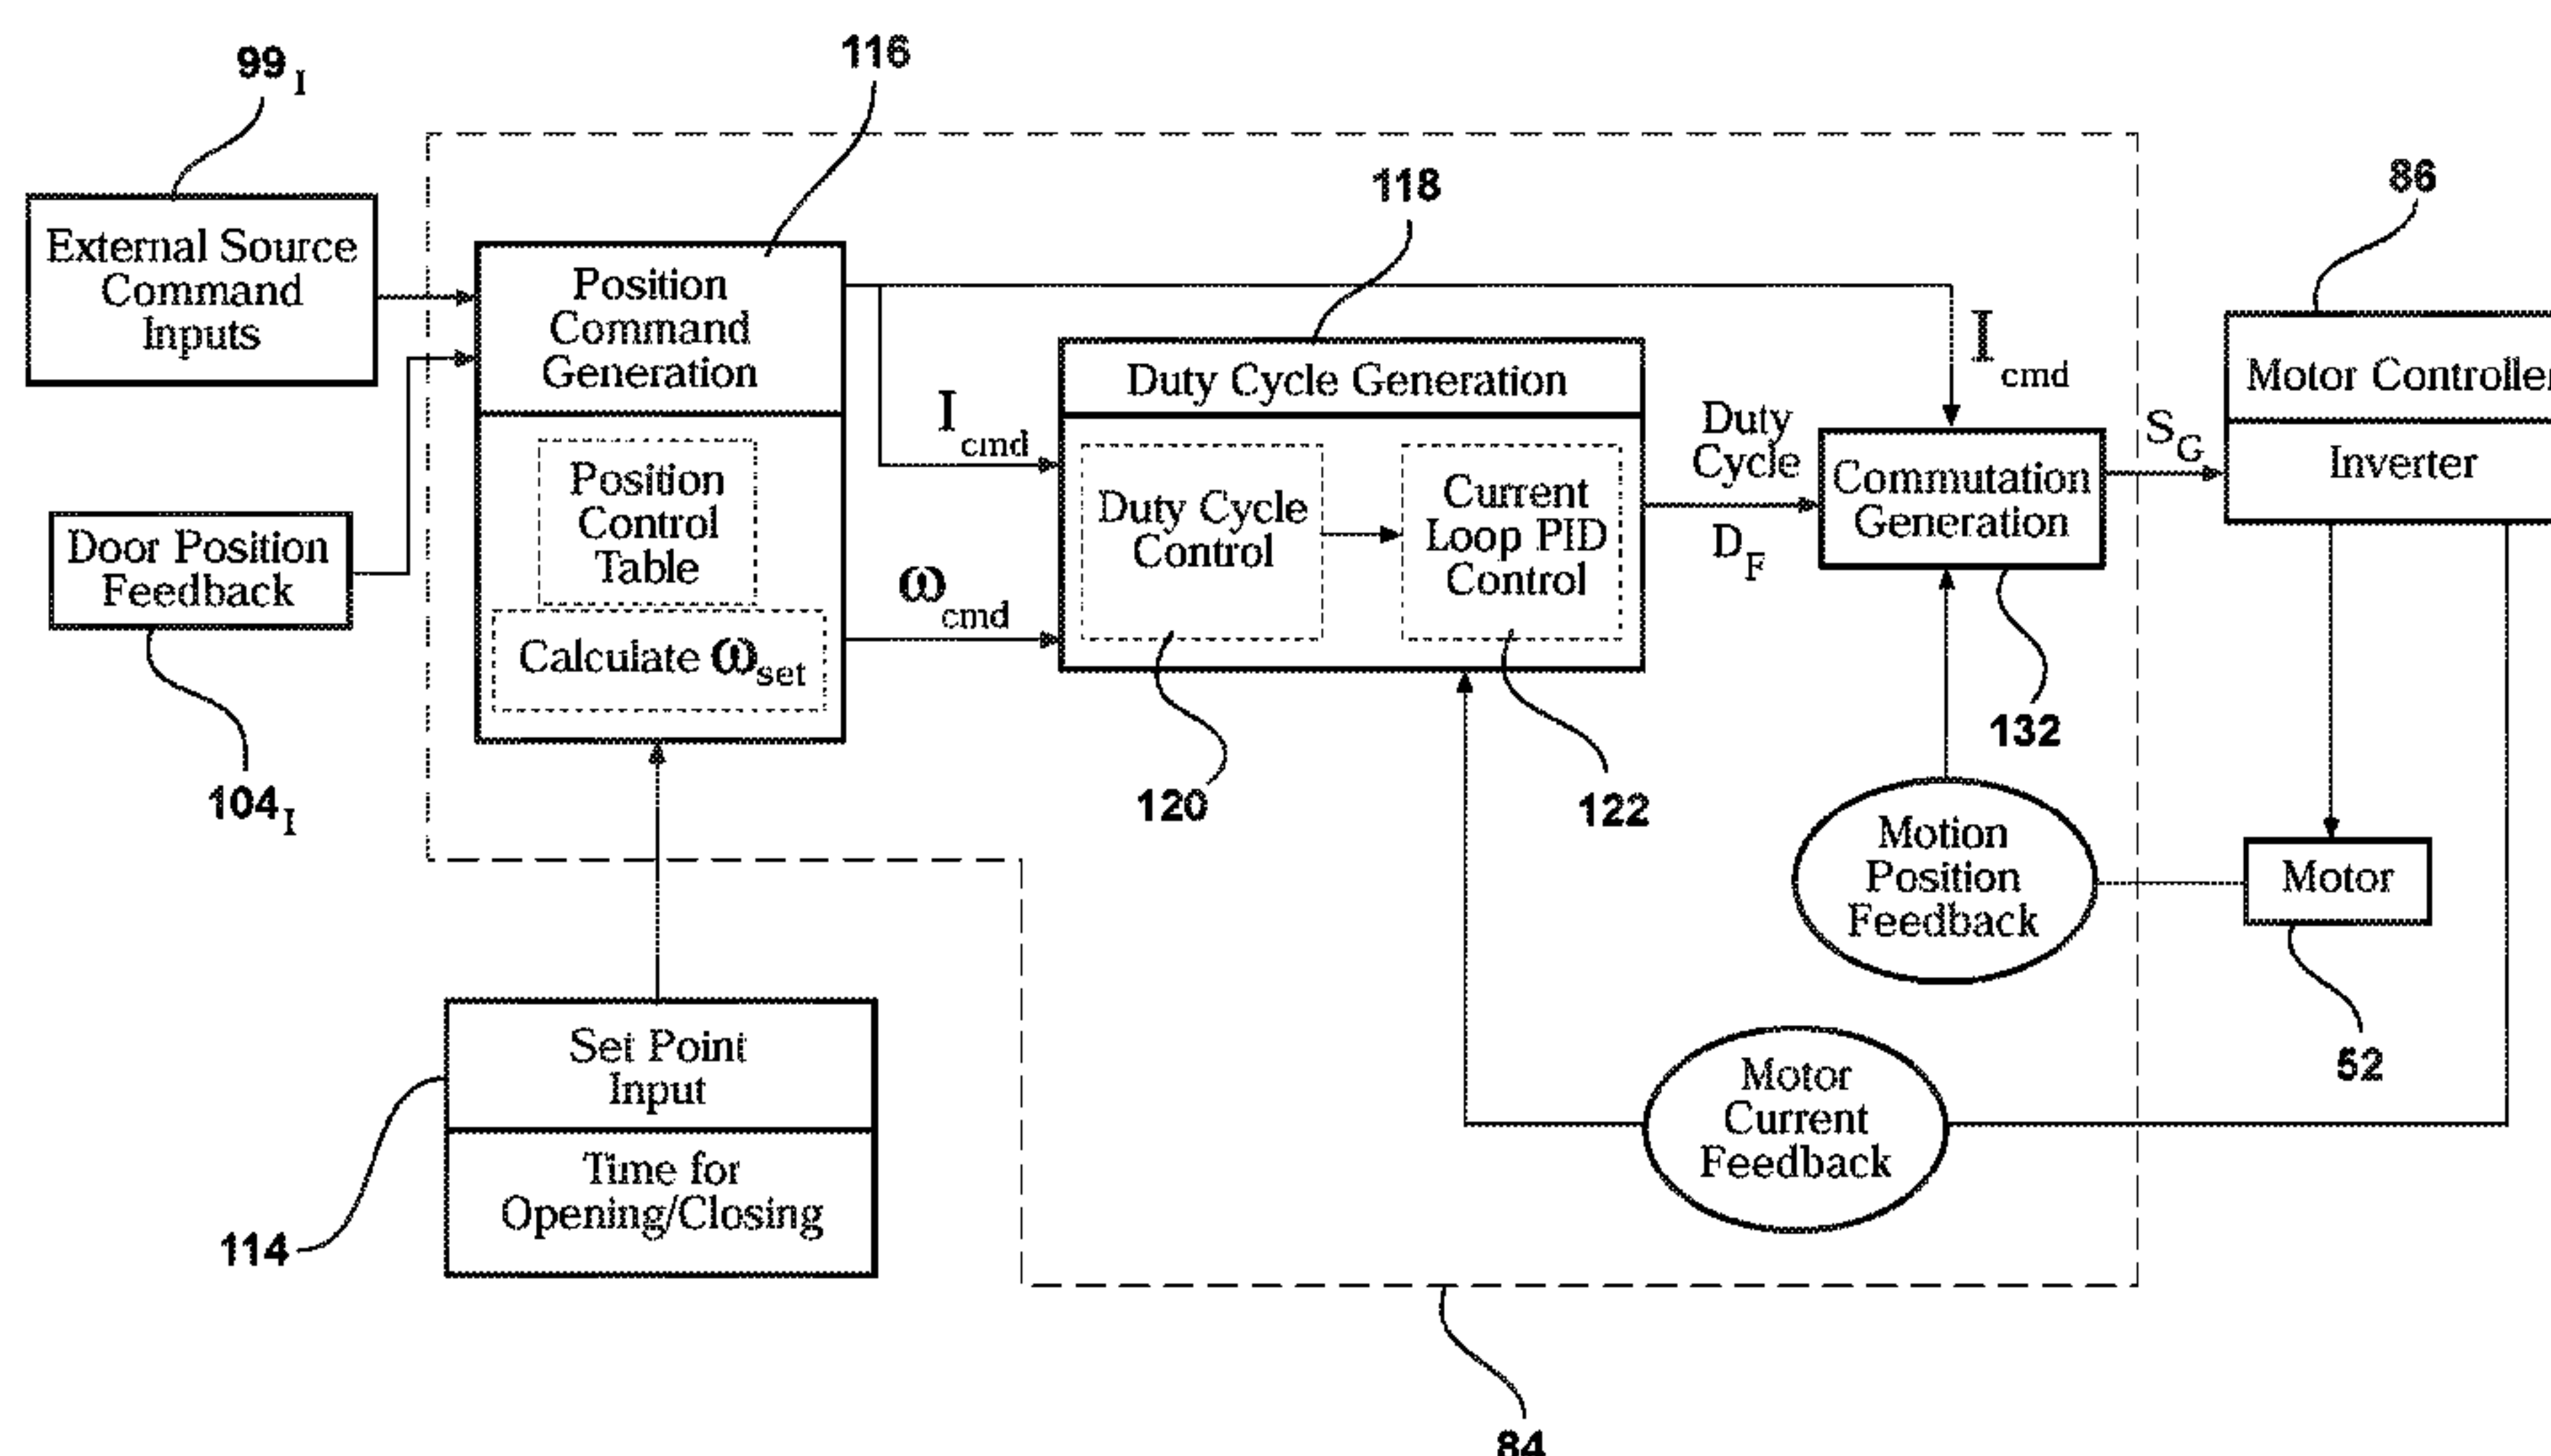 99 I
116
118
86
External Source
Command
Inputs
Position
Command
Generation
Position
Control
Table
Calculate ωset
Door Position
Feedback
104 I
Icmd
ωcmd
Duty Cycle Generation
Duty Cycle
Control
Current
Loop PID
Control
120
122
Duty
Cycle
DF
Icmd
Commutation
Generation
132
SG
Motor Controller
Inverter
Motion
Position
Feedback
Motor
52
Motor
Current
Feedback
Set Point
Input
Time for
Opening/Closing
114
84